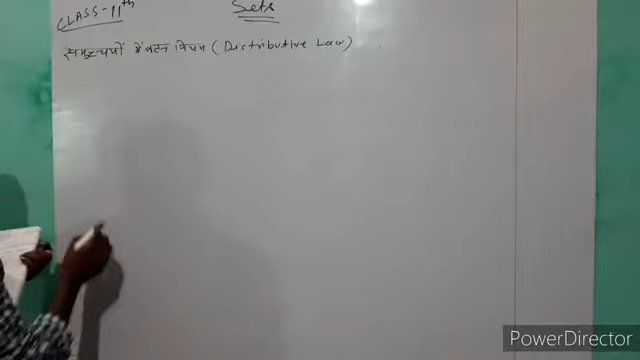 CLASS-11th
Sets
समुच्चयों में बंटन नियम (Distributive Law)
PowerDirector